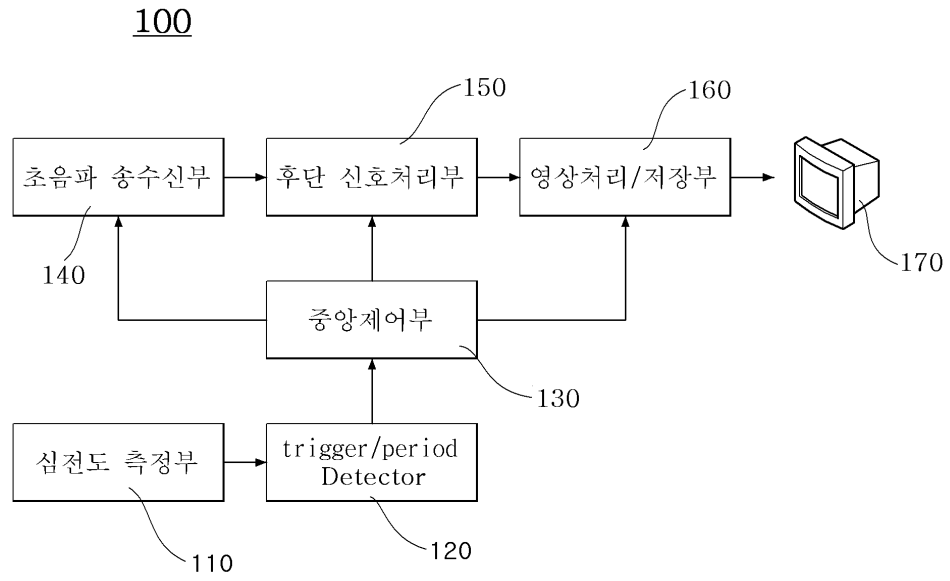 100
150
160
초음파 송수신부
후단 신호처리부
영상처리/저장부
140
170
중앙제어부
130
심전도 측정부
trigger/period
Detector
110
120